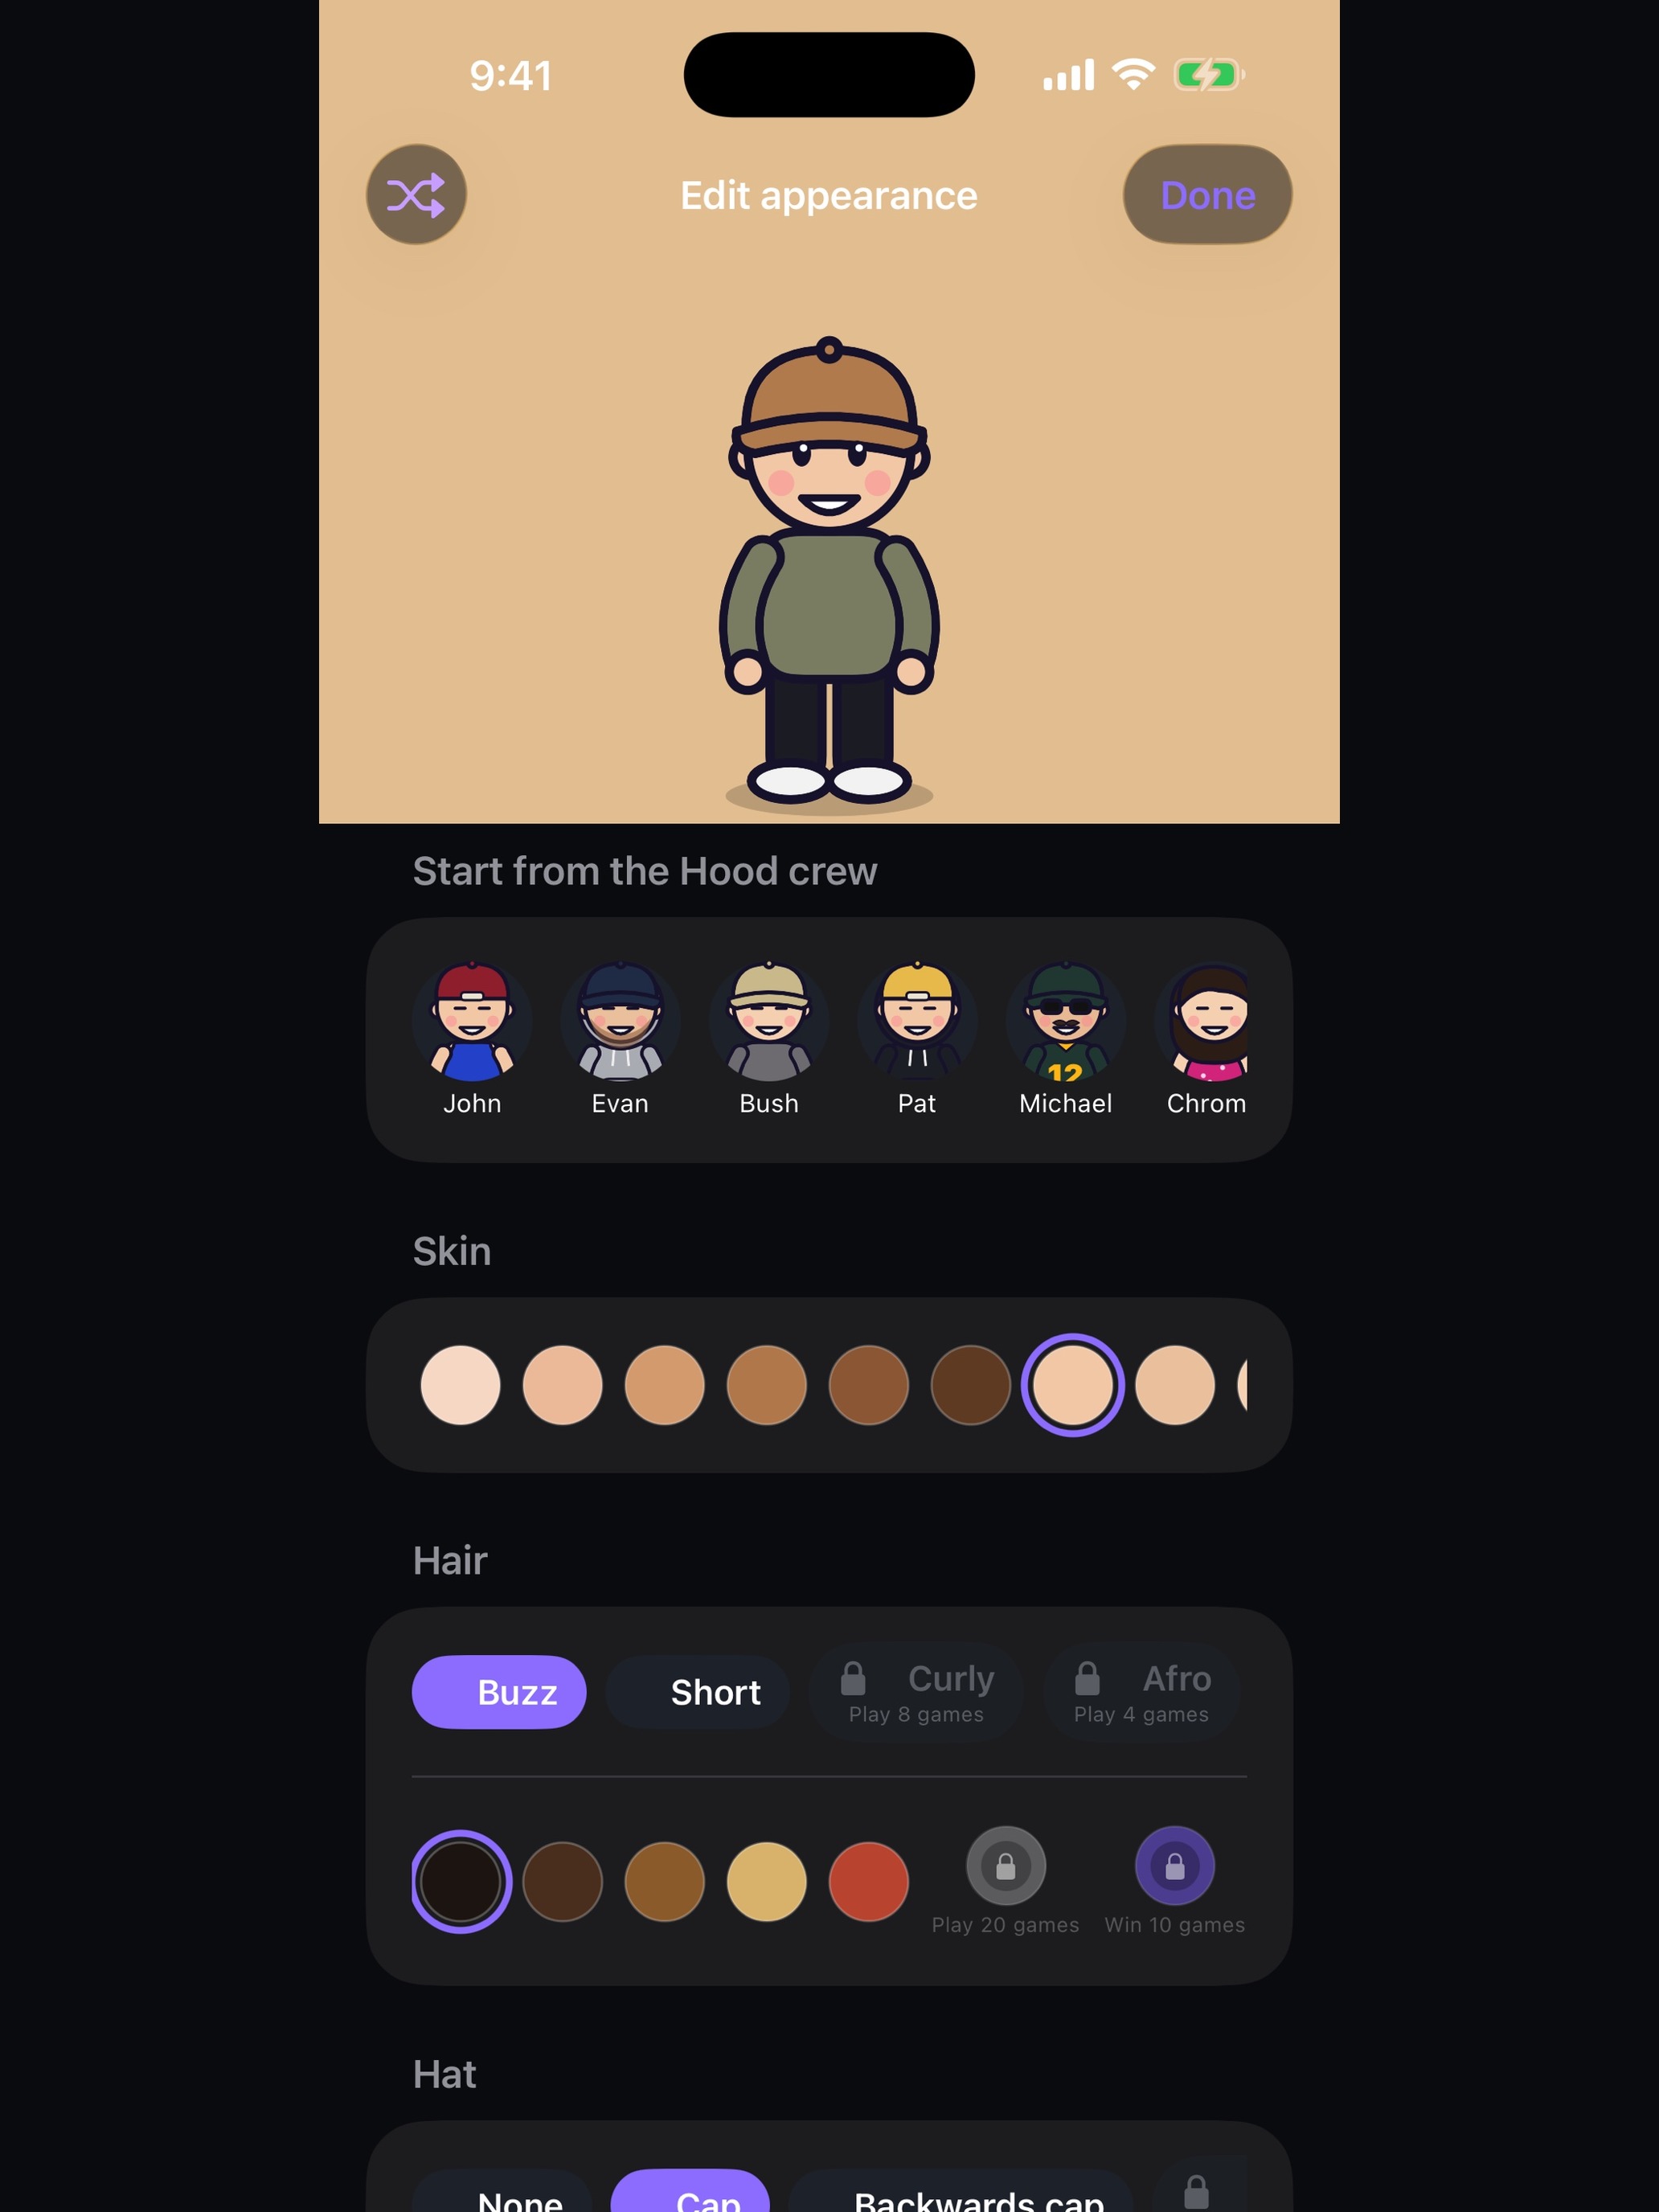 9:41
Edit appearance
Done
Start from the Hood crew
12
John
Evan
Bush
Pat
Michael
Chrom
Skin
Hair
Buzz
Short
Curly
Play 8 games
Afro
Play 4 games
Play 20 games
Win 10 games
Hat
None
Cap
Backwards cap